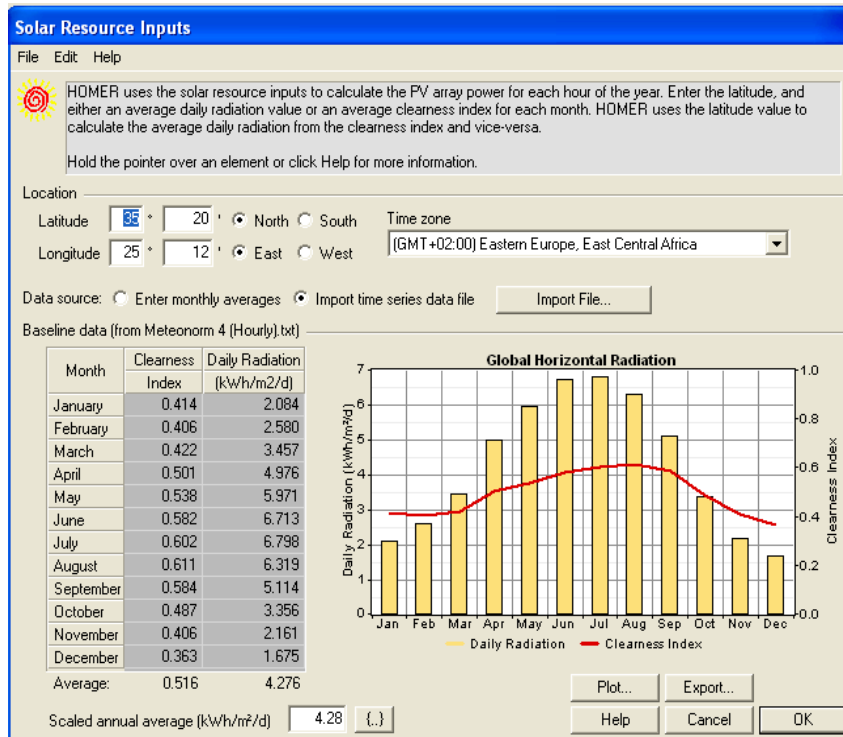 Solar Resource Inputs
File Edit Help
HOMER uses the solar resource inputs to calculate the PV array power for each hour of the year. Enter the latitude, and
either an average daily radiation value or an average clearness index for each month. HOMER uses the latitude value to
calculate the average daily radiation from the clearness index and vice-versa.
Hold the pointer over an element or click Help for more information.
Location
Latitude 35 ° 20 ' North South Time zone
Longitude 25 ° 12 ' East West (GMT+02:00) Eastern Europe, East Central Africa
Data source: Enter monthly averages Import time series data file Import File...
Baseline data (from Meteonorm 4 (Hourly).txt)
Month Clearness Index Daily Radiation (kWh/m2/d)
January 0.414 2.084
February 0.406 2.580
March 0.422 3.457
April 0.501 4.976
May 0.538 5.971
June 0.582 6.713
July 0.602 6.798
August 0.611 6.319
September 0.584 5.114
October 0.487 3.356
November 0.406 2.161
December 0.363 1.675
Average: 0.516 4.276
Scaled annual average (kWh/m²/d) 4.28 {..}
Global Horizontal Radiation
Daily Radiation (kWh/m²/d)
7
6
5
4
3
2
1
0
Jan Feb Mar Apr May Jun Jul Aug Sep Oct Nov Dec
1.0
0.8
0.6
0.4
0.2
0.0
Clearness Index
Daily Radiation Clearness Index
Plot... Export...
Help Cancel OK